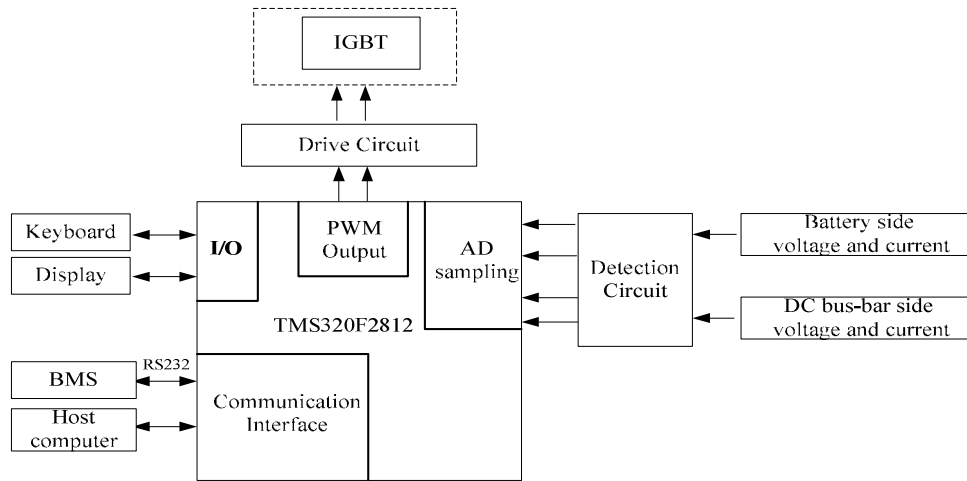 IGBT
Drive Circuit
Keyboard
Display
I/O
PWM
Output
AD
sampling
Detection
Circuit
Battery side
voltage and current
DC bus-bar side
voltage and current
TMS320F2812
BMS
RS232
Host
computer
Communication
Interface